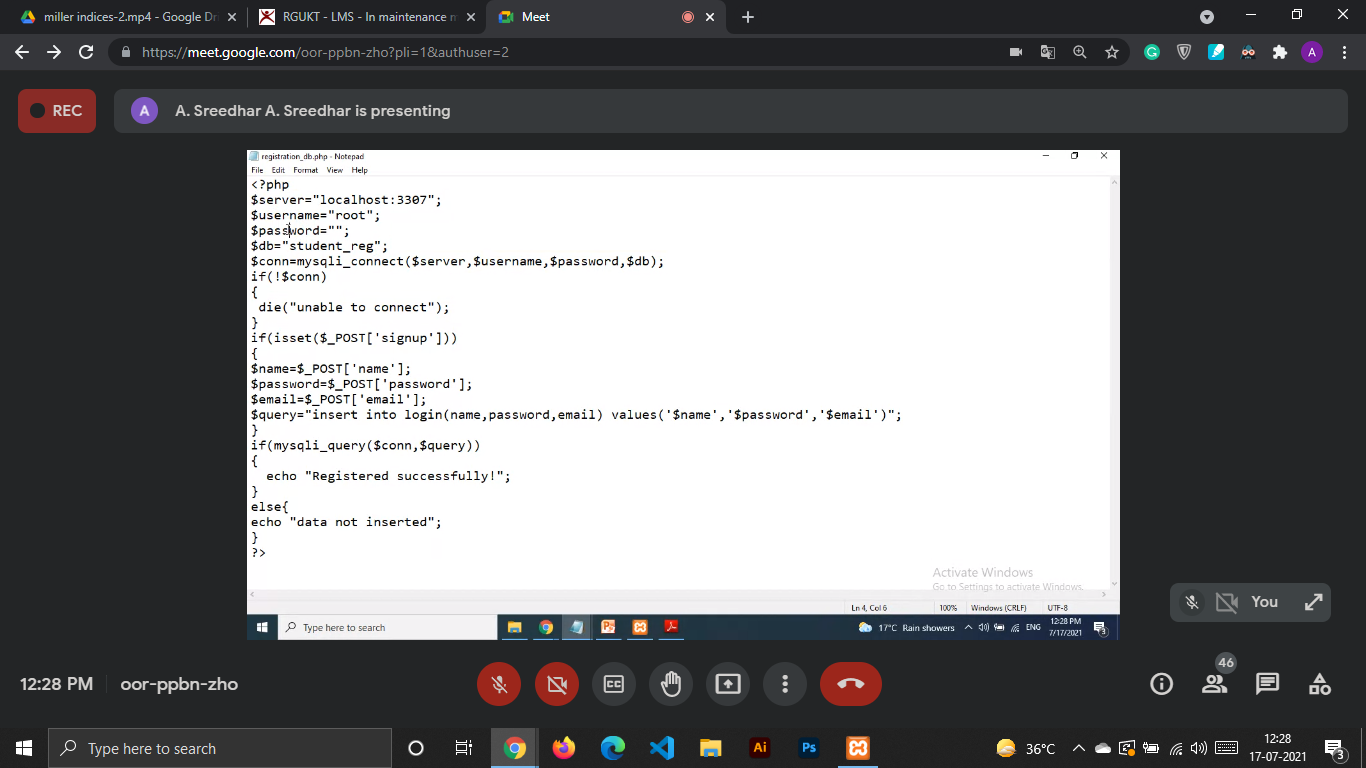 miller indices-2.mp4 - Google Dr
RGUKT - LMS - In maintenance m
Meet
https://meet.google.com/oor-ppbn-zho?pli=1&authuser=2
A
REC
A
A. Sreedhar A. Sreedhar is presenting
registration_db.php - Notepad
File Edit Format View Help
<?php
$server="localhost:3307";
$username="root";
$password="";
$db="student_reg";
$conn=mysqli_connect($server,$username,$password,$db);
if(!$conn)
{
die("unable to connect");
}
if(isset($_POST['signup']))
{
$name=$_POST['name'];
$password=$_POST['password'];
$email=$_POST['email'];
$query="insert into login(name,password,email) values('$name','$password','$email')";
}
if(mysqli_query($conn,$query))
{
echo "Registered successfully!";
}
else{
echo "data not inserted";
}
?>
Activate Windows
Go to Settings to activate Windows.
Ln 4, Col 6
100%
Windows (CRLF)
UTF-8
Type here to search
17°C Rain showers
ENG
12:28 PM
7/17/2021
3
You
12:28 PM
oor-ppbn-zho
CC
46
Type here to search
Ai
Ps
36°C
12:28
17-07-2021
3